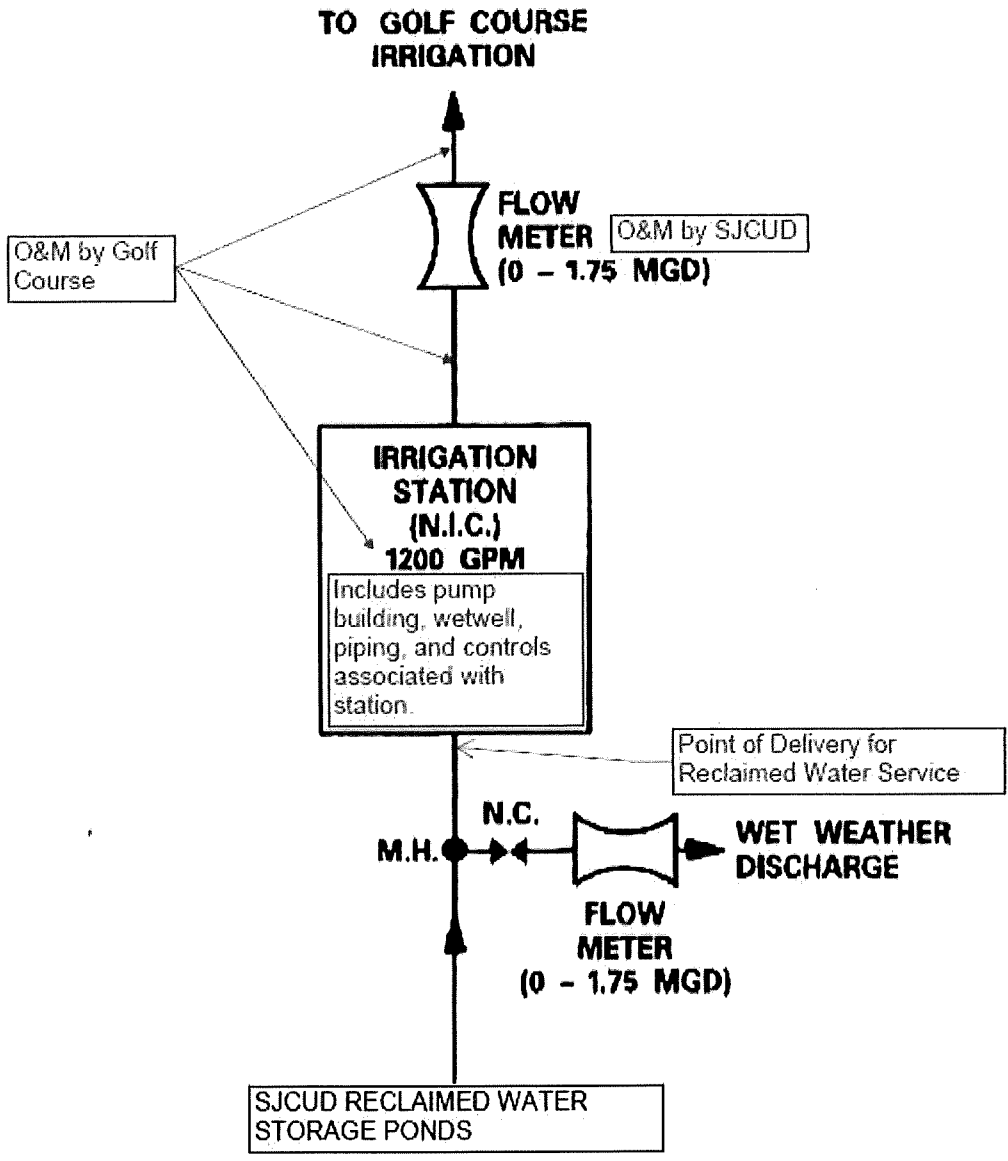 TO GOLF COURSE
IRRIGATION
FLOW
METER
(0 - 1.75 MGD)
O&M by SJCUD
O&M by Golf
Course
IRRIGATION
STATION
(N.I.C.)
1200 GPM
Includes pump
building, wetwell,
piping, and controls
associated with
station.
Point of Delivery for
Reclaimed Water Service
N.C.
M.H.
WET WEATHER
DISCHARGE
FLOW
METER
(0 - 1.75 MGD)
SJCUD RECLAIMED WATER
STORAGE PONDS